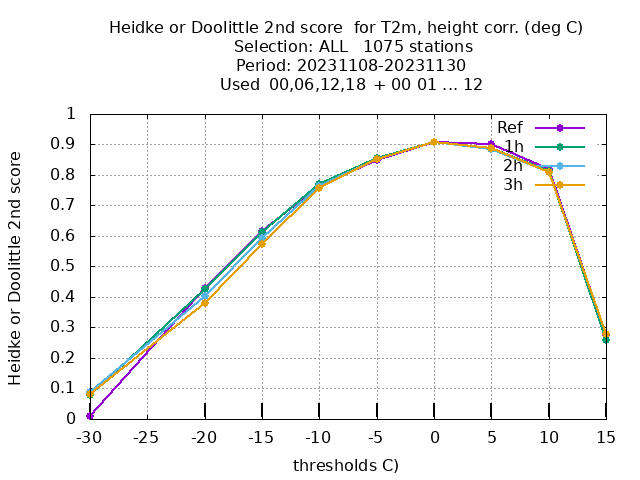 Heidke or Doolittle 2nd score  for T2m, height corr. (deg C)
Selection: ALL   1075 stations
Period: 20231108-20231130
Used  00,06,12,18  + 00 01 ... 12
Heidke or Doolittle 2nd score
1
0.9
0.8
0.7
0.6
0.5
0.4
0.3
0.2
0.1
0
Ref
1h
2h
3h
-30 -25 -20 -15 -10 -5 0 5 10 15
thresholds C)